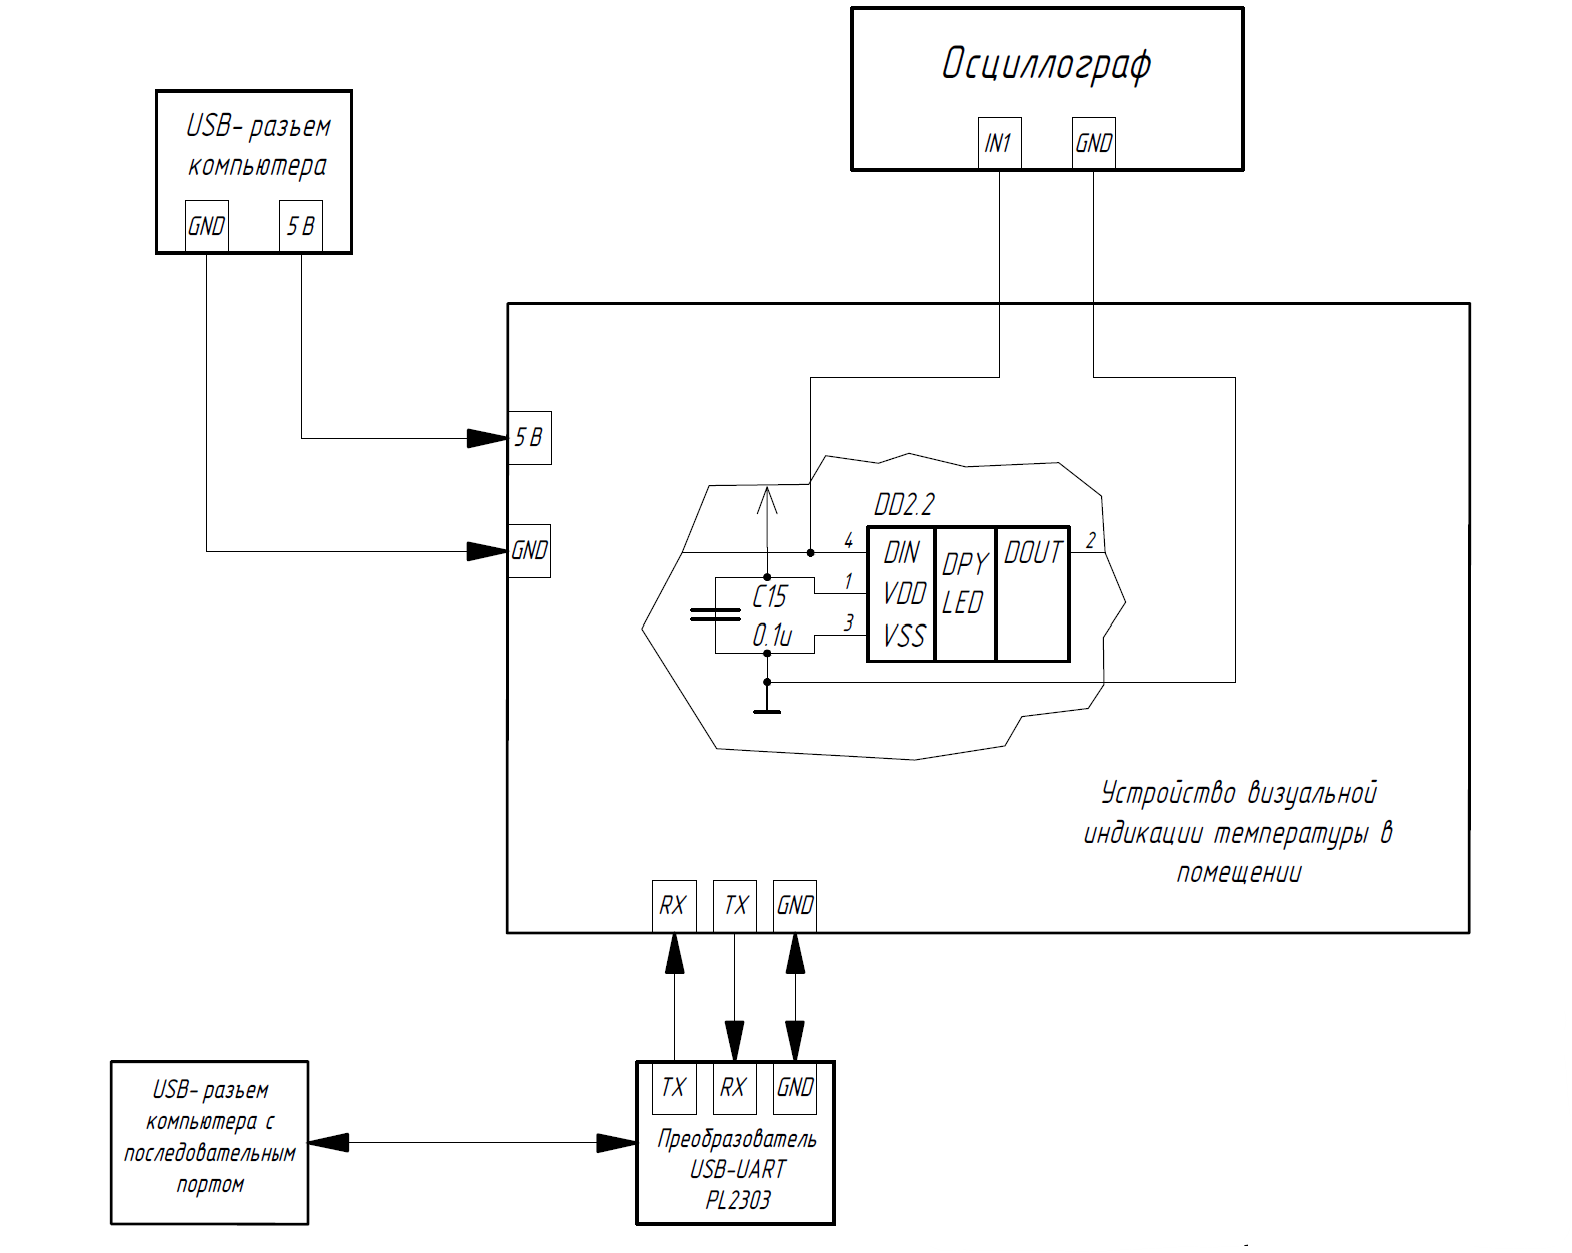 Осциллограф
IN1
GND
USB- разъем
компьютера
GND
5 В
5 В
GND
DD2.2
4
DIN
DPY
LED
DOUT
2
1
VDD
C15
0.1u
3
VSS
Устройство визуальной
индикации температуры в
помещении
RX
TX
GND
TX
RX
GND
Преобразователь
USB-UART
PL2303
USB- разьем
компьютера с
последовательным
портом